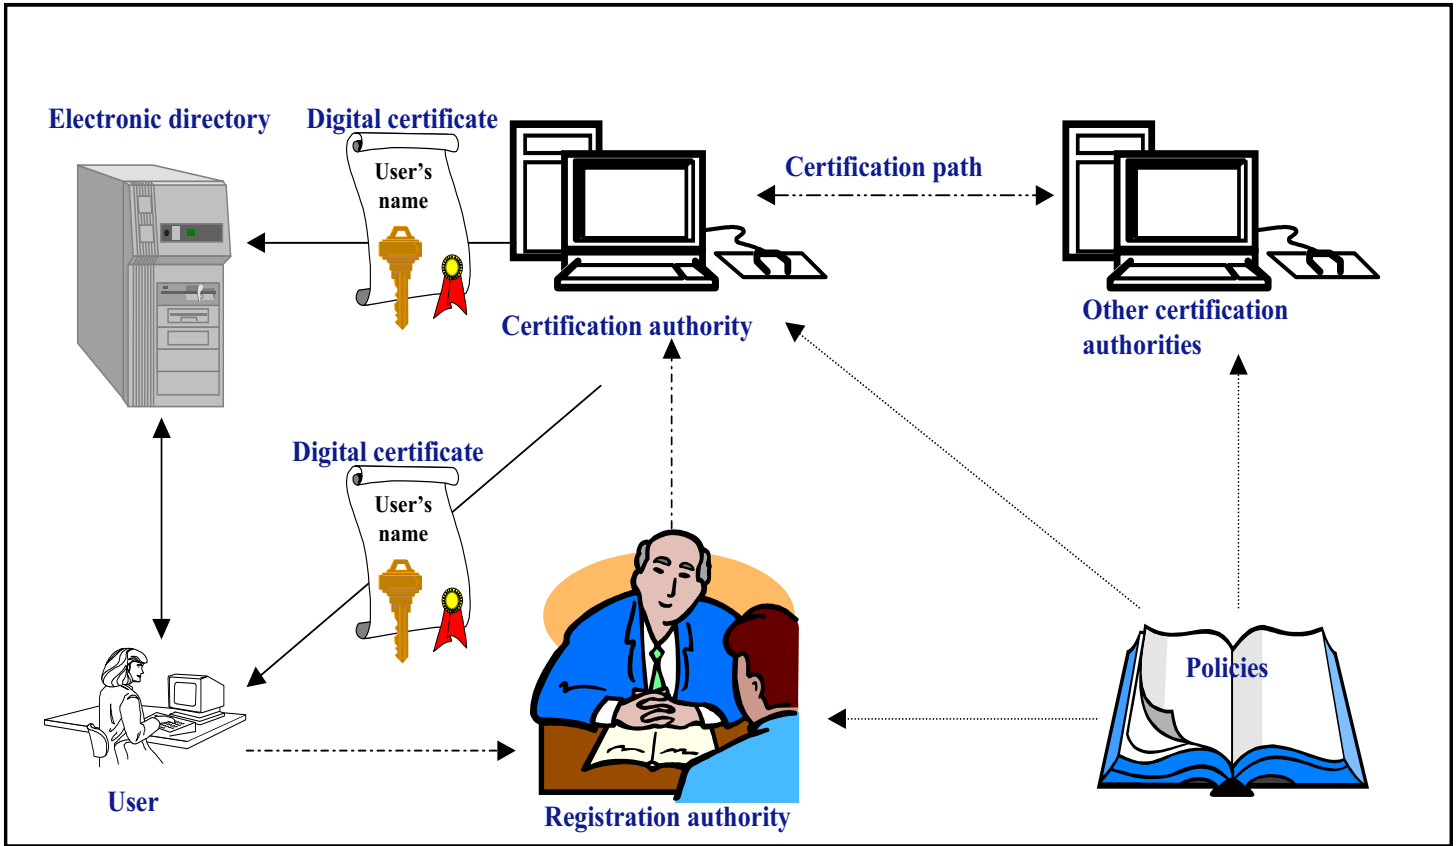 Electronic directory
Digital certificate
User's
name
Certification path
Certification authority
Other certification
authorities
Digital certificate
User's
name
Policies
User
Registration authority